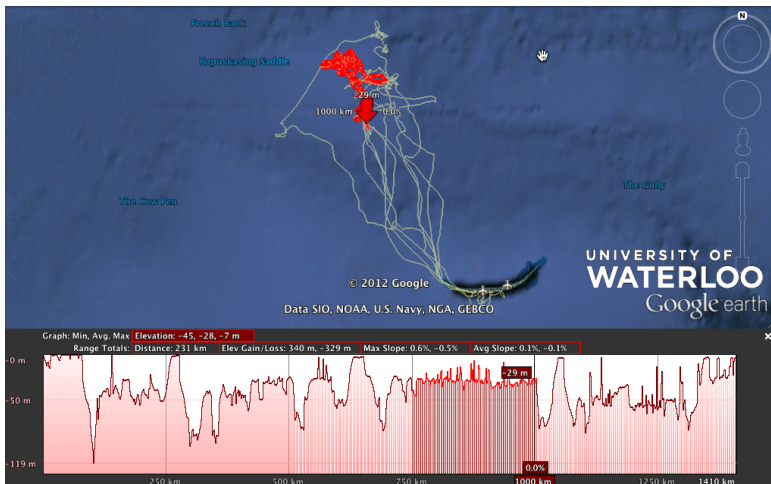 N
French Bank
Kapuskasing Saddle
-29 m
1000 km
0.0%
The Cow Pen
The Gully
UNIVERSITY OF
WATERLOO
© 2012 Google
Google earth
Data SIO, NOAA, U.S. Navy, NGA, GEBCO
Graph: Min, Avg, Max Elevation: -45, -28, -7 m
Range Totals: Distance: 231 km Elev Gain/Loss: 340 m, -329 m Max Slope: 0.6%, -0.5% Avg Slope: 0.1%, -0.1%
-0 m
-29 m
-50 m
-119 m
0.0%
250 km 500 km 750 km 1000 km 1250 km 1410 km